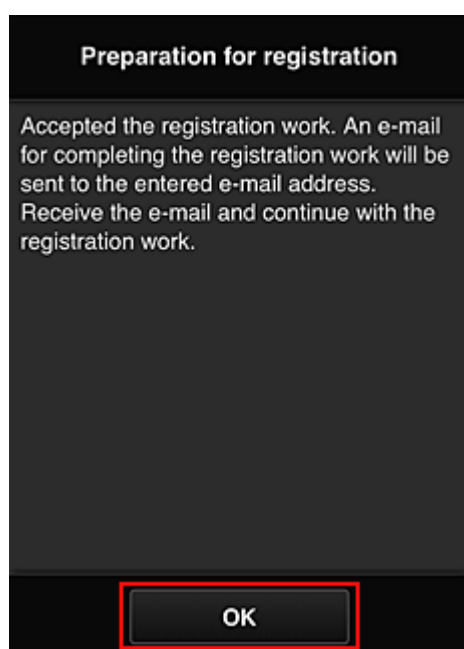 Preparation for registration
Accepted the registration work. An e-mail
for completing the registration work will be
sent to the entered e-mail address.
Receive the e-mail and continue with the
registration work.
OK